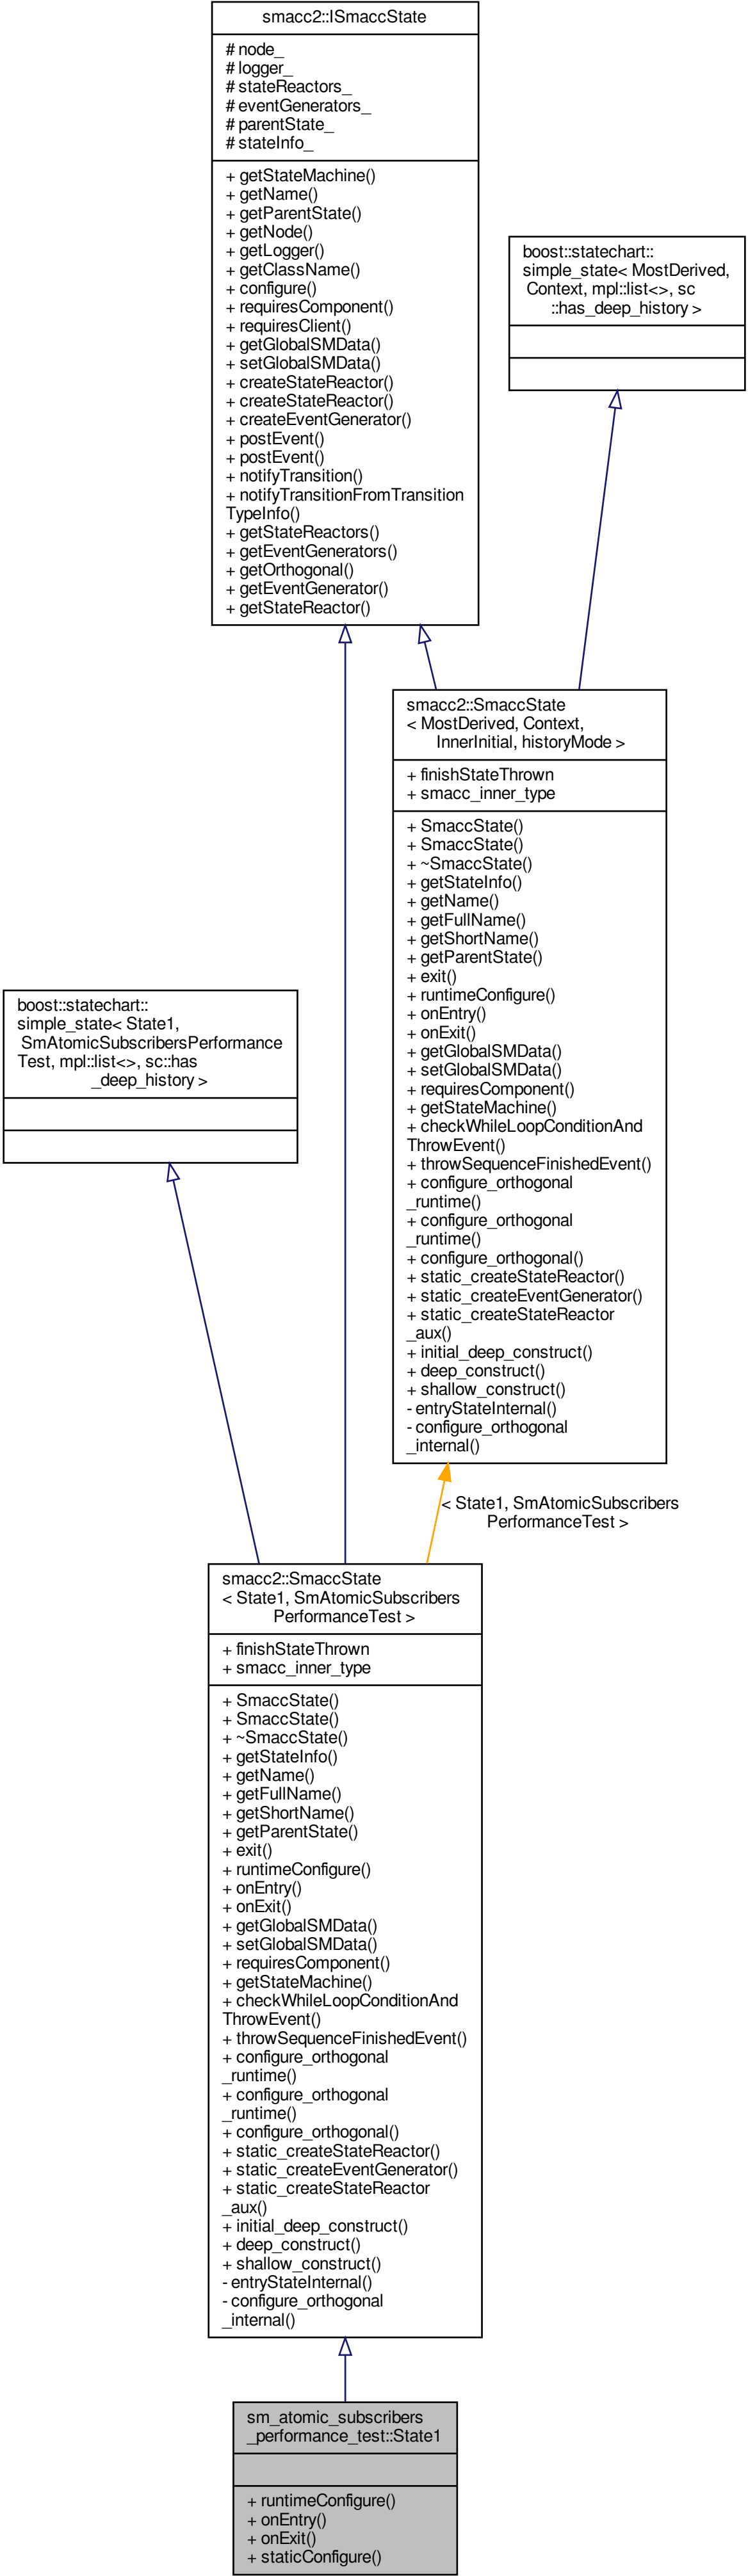 smacc2::ISmaccState
# node_
# logger_
# stateReactors_
# eventGenerators_
# parentState_
# stateInfo_
+ getStateMachine()
+ getName()
+ getParentState()
+ getNode()
+ getLogger()
+ getClassName()
+ configure()
+ requiresComponent()
+ requiresClient()
+ getGlobalSMData()
+ setGlobalSMData()
+ createStateReactor()
+ createStateReactor()
+ createEventGenerator()
+ postEvent()
+ postEvent()
+ notifyTransition()
+ notifyTransitionFromTransition
TypeInfo()
+ getStateReactors()
+ getEventGenerators()
+ getOrthogonal()
+ getEventGenerator()
+ getStateReactor()
boost::statechart::
simple_state< MostDerived,
Context, mpl::list<>, sc
::has_deep_history >
smacc2::SmaccState
< MostDerived, Context,
InnerInitial, historyMode >
+ finishStateThrown
+ smacc_inner_type
+ SmaccState()
+ SmaccState()
+ ~SmaccState()
+ getStateInfo()
+ getName()
+ getFullName()
+ getShortName()
+ getParentState()
+ exit()
+ runtimeConfigure()
+ onEntry()
+ onExit()
+ getGlobalSMData()
+ setGlobalSMData()
+ requiresComponent()
+ getStateMachine()
+ checkWhileLoopConditionAnd
ThrowEvent()
+ throwSequenceFinishedEvent()
+ configure_orthogonal
_runtime()
+ configure_orthogonal
_runtime()
+ configure_orthogonal()
+ static_createStateReactor()
+ static_createEventGenerator()
+ static_createStateReactor
_aux()
+ initial_deep_construct()
+ deep_construct()
+ shallow_construct()
- entryStateInternal()
- configure_orthogonal
_internal()
boost::statechart::
simple_state< State1,
SmAtomicSubscribersPerformance
Test, mpl::list<>, sc::has
_deep_history >
< State1, SmAtomicSubscribers
PerformanceTest >
smacc2::SmaccState
< State1, SmAtomicSubscribers
PerformanceTest >
+ finishStateThrown
+ smacc_inner_type
+ SmaccState()
+ SmaccState()
+ ~SmaccState()
+ getStateInfo()
+ getName()
+ getFullName()
+ getShortName()
+ getParentState()
+ exit()
+ runtimeConfigure()
+ onEntry()
+ onExit()
+ getGlobalSMData()
+ setGlobalSMData()
+ requiresComponent()
+ getStateMachine()
+ checkWhileLoopConditionAnd
ThrowEvent()
+ throwSequenceFinishedEvent()
+ configure_orthogonal
_runtime()
+ configure_orthogonal
_runtime()
+ configure_orthogonal()
+ static_createStateReactor()
+ static_createEventGenerator()
+ static_createStateReactor
_aux()
+ initial_deep_construct()
+ deep_construct()
+ shallow_construct()
- entryStateInternal()
- configure_orthogonal
_internal()
sm_atomic_subscribers
_performance_test::State1
+ runtimeConfigure()
+ onEntry()
+ onExit()
+ staticConfigure()